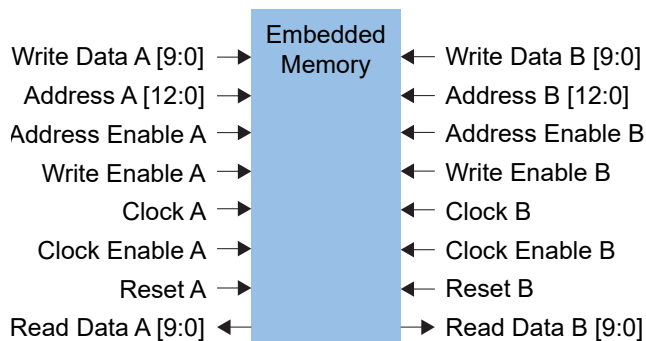 Embedded
Memory
Write Data A [9:0]
Address A [12:0]
Address Enable A
Write Enable A
Clock A
Clock Enable A
Reset A
Read Data A [9:0]
Write Data B [9:0]
Address B [12:0]
Address Enable B
Write Enable B
Clock B
Clock Enable B
Reset B
Read Data B [9:0]